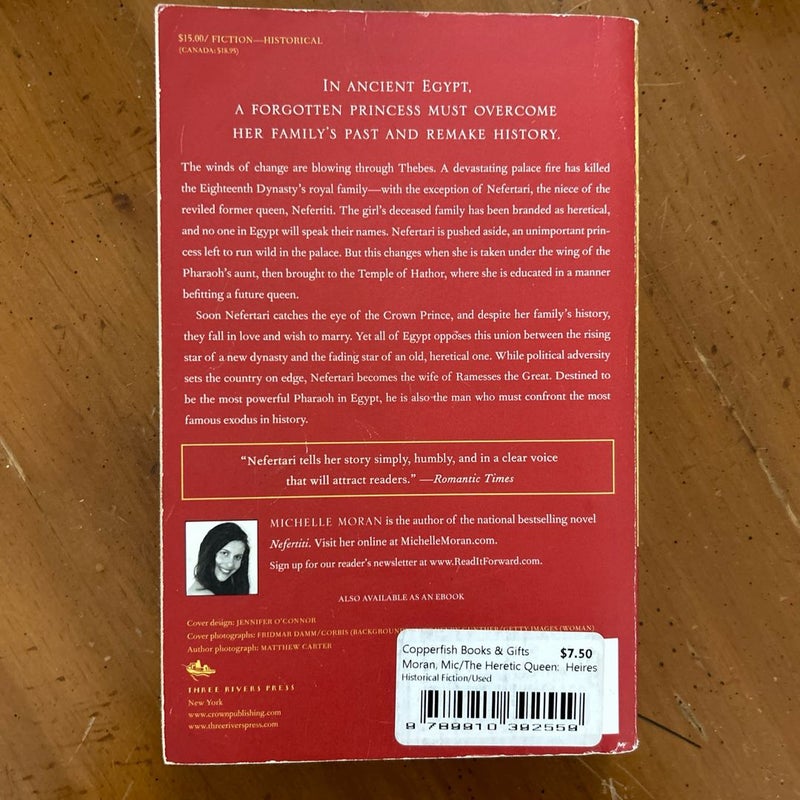 $15.00/ FICTION—HISTORICAL
(CANADA: $18.95)
IN ANCIENT EGYPT,
A FORGOTTEN PRINCESS MUST OVERCOME
HER FAMILY'S PAST AND REMAKE HISTORY.
The winds of change are blowing through Thebes. A devastating palace fire has killed
the Eighteenth Dynasty's royal family—with the exception of Nefertari, the niece of the
reviled former queen, Nefertiti. The girl's deceased family has been branded as heretical,
and no one in Egypt will speak their names. Nefertari is pushed aside, an unimportant prin-
cess left to run wild in the palace. But this changes when she is taken under the wing of the
Pharaoh's aunt, then brought to the Temple of Hathor, where she is educated in a manner
befitting a future queen.
Soon Nefertari catches the eye of the Crown Prince, and despite her family's history,
they fall in love and wish to marry. Yet all of Egypt opposes this union between the rising
star of a new dynasty and the fading star of an old, heretical one. While political adversity
sets the country on edge, Nefertari becomes the wife of Ramesses the Great. Destined to
be the most powerful Pharaoh in Egypt, he is also the man who must confront the most
famous exodus in history.
"Nefertari tells her story simply, humbly, and in a clear voice
that will attract readers." —Romantic Times
MICHELLE MORAN is the author of the national bestselling novel
Nefertiti. Visit her online at MichelleMoran.com.
Sign up for our reader's newsletter at www.ReadItForward.com.
ALSO AVAILABLE AS AN EBOOK
Cover design: JENNIFER O'CONNOR
Cover photographs: FRIDMAR DAMM/CORBIS (BACKGROUND GETTY IMAGES (WOMAN)
Author photograph: MATTHEW CARTER
THREE RIVERS PRESS
New York
www.crownpublishing.com
www.threeriverspress.com
Copperfish Books & Gifts $7.50
Moran, Mic/The Heretic Queen: Heires
Historical Fiction/Used